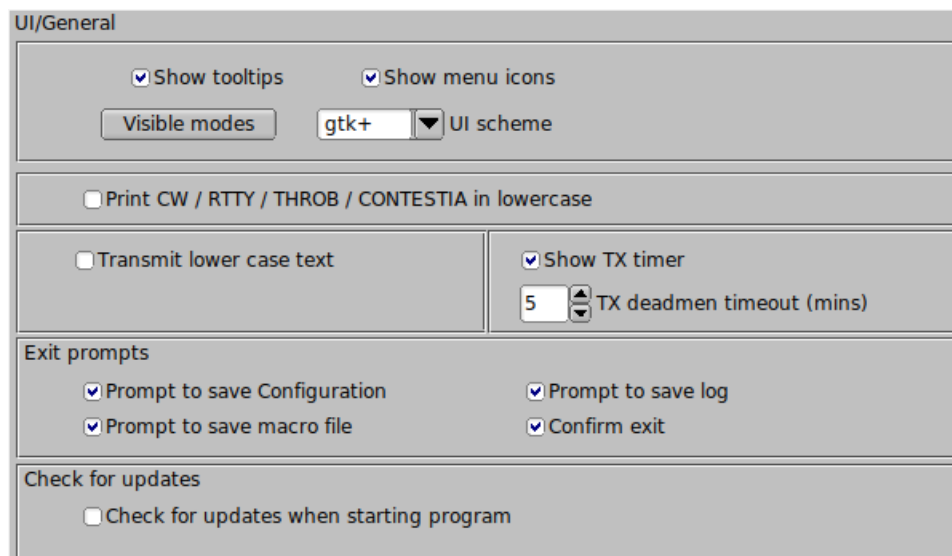 UI/General
Show tooltips Show menu icons
Visible modes gtk+ UI scheme
Print CW / RTTY / THROB / CONTESTIA in lowercase
Transmit lower case text Show TX timer
5 TX deadmen timeout (mins)
Exit prompts
Prompt to save Configuration Prompt to save log
Prompt to save macro file Confirm exit
Check for updates
Check for updates when starting program